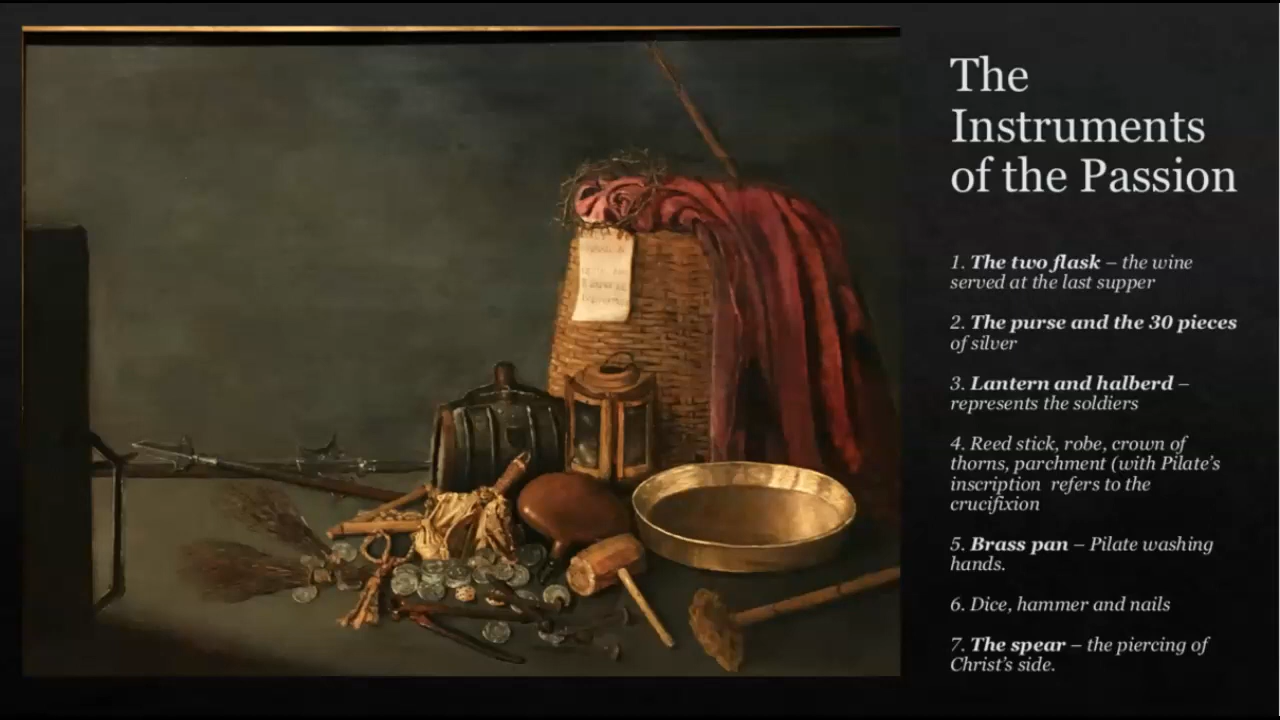 The
Instruments
of the Passion
1. The two flask – the wine
served at the last supper
2. The purse and the 30 pieces
of silver
3. Lantern and halberd –
represents the soldiers
4. Reed stick, robe, crown of
thorns, parchment (with Pilate's
inscription refers to the
crucifixion
5. Brass pan – Pilate washing
hands.
6. Dice, hammer and nails
7. The spear – the piercing of
Christ's side.